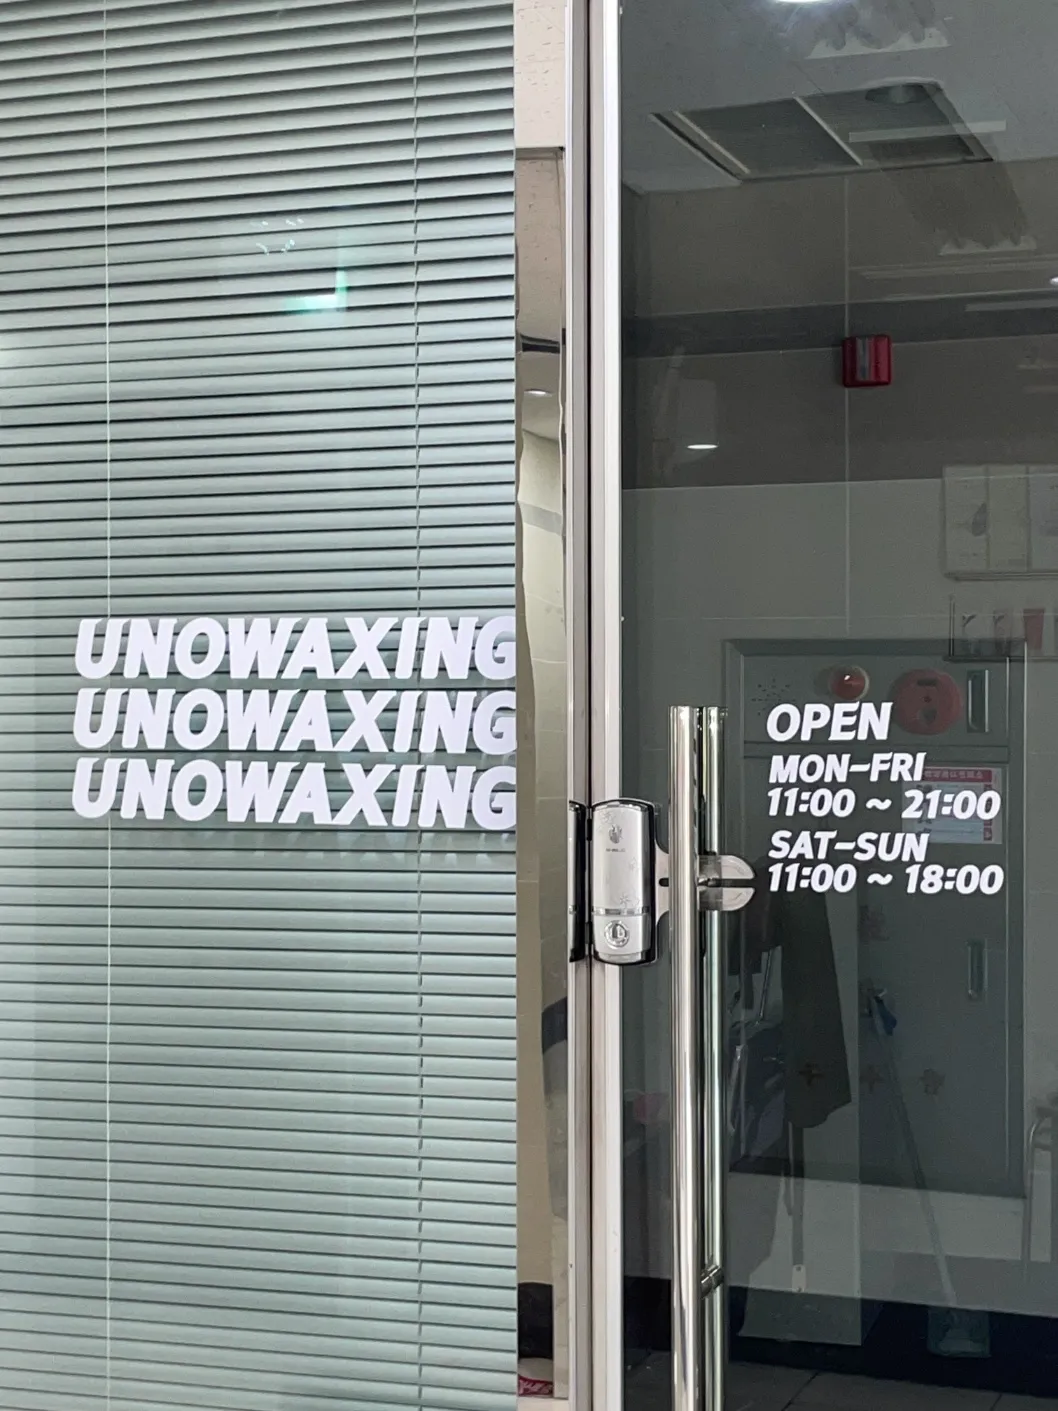 UNOWAXING
UNOWAXING
UNOWAXING
OPEN
MON-FRI
11:00 ~ 21:00
SAT-SUN
11:00 ~ 18:00